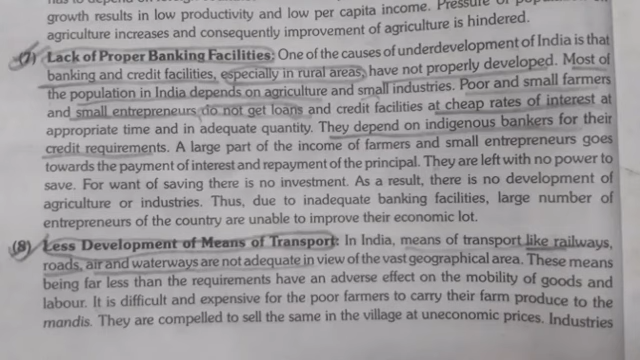 growth results in low productivity and low per capita income. Pressure of
agriculture increases and consequently improvement of agriculture is hindered.
(7) Lack of Proper Banking Facilities: One of the causes of underdevelopment of India is that
banking and credit facilities, especially in rural areas, have not properly developed. Most of
the population in India depends on agriculture and small industries. Poor and small farmers
and small entrepreneurs do not get loans and credit facilities at cheap rates of interest at
appropriate time and in adequate quantity. They depend on indigenous bankers for their
credit requirements. A large part of the income of farmers and small entrepreneurs goes
towards the payment of interest and repayment of the principal. They are left with no power to
save. For want of saving there is no investment. As a result, there is no development of
agriculture or industries. Thus, due to inadequate banking facilities, large number of
entrepreneurs of the country are unable to improve their economic lot.
(8) Less Development of Means of Transport: In India, means of transport like railways,
roads, air and waterways are not adequate in view of the vast geographical area. These means
being far less than the requirements have an adverse effect on the mobility of goods and
labour. It is difficult and expensive for the poor farmers to carry their farm produce to the
mandis. They are compelled to sell the same in the village at uneconomic prices. Industries